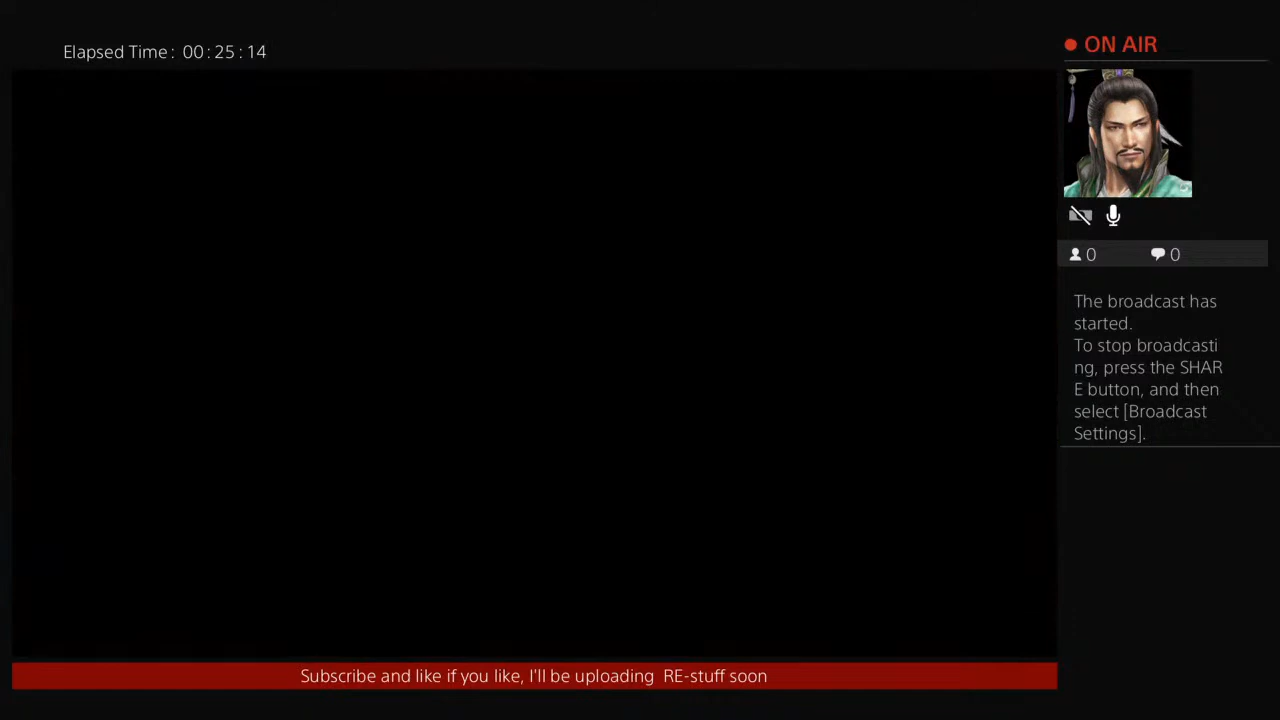 Elapsed Time: 00:25:14
ON AIR
0 0
The broadcast has
started.
To stop broadcasti
ng, press the SHAR
E button, and then
select [Broadcast
Settings].
Subscribe and like if you like, I'll be uploading  RE-stuff soon